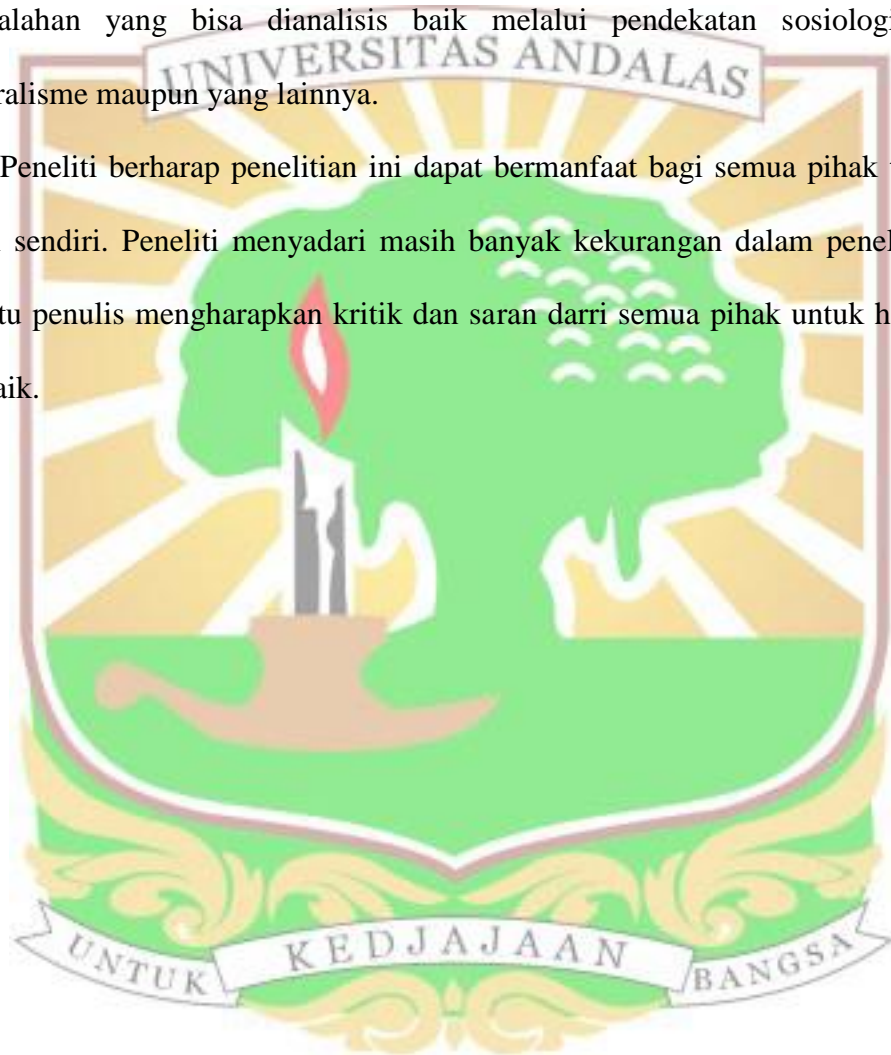 alahan yang bisa dianalisis baik melalui pendekatan sosiologi
UNIVERSITAS ANDALAS
ralisme maupun yang lainnya.
Peneliti berharap penelitian ini dapat bermanfaat bagi semua pihak
sendiri. Peneliti menyadari masih banyak kekurangan dalam penel
tu penulis mengharapkan kritik dan saran darri semua pihak untuk h
aik.
UNTUK KEDJAJAAN BANGSA